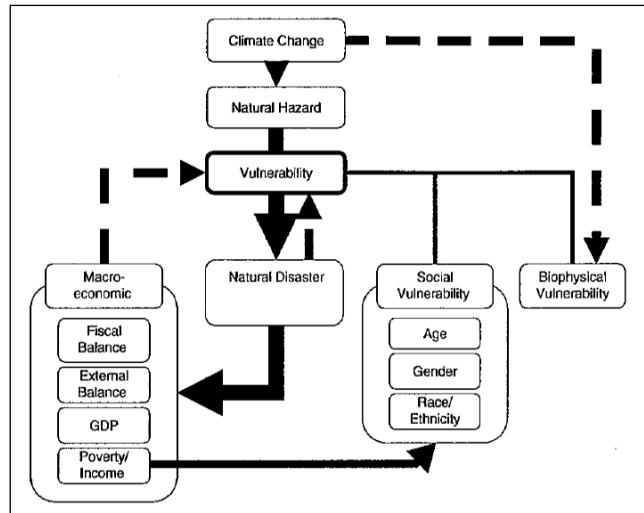 Climate Change
Natural Hazard
Vulnerability
Macro-
economic
Natural Disaster
Social
Vulnerability
Biophysical
Vulnerability
Fiscal
Balance
External
Balance
GDP
Poverty/
Income
Age
Gender
Race/
Ethnicity